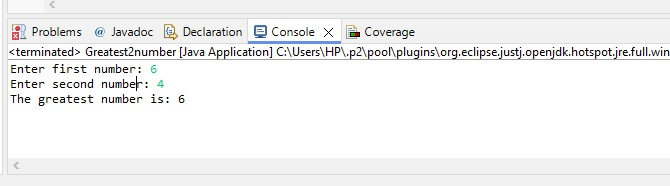 Problems @ Javadoc Declaration Console Coverage
<terminated> Greatest2number [Java Application] C:\Users\HP\.p2\pool\plugins\org.eclipse.justj.openjdk.hotspot.jre.full.win
Enter first number: 6
Enter second number: 4
The greatest number is: 6